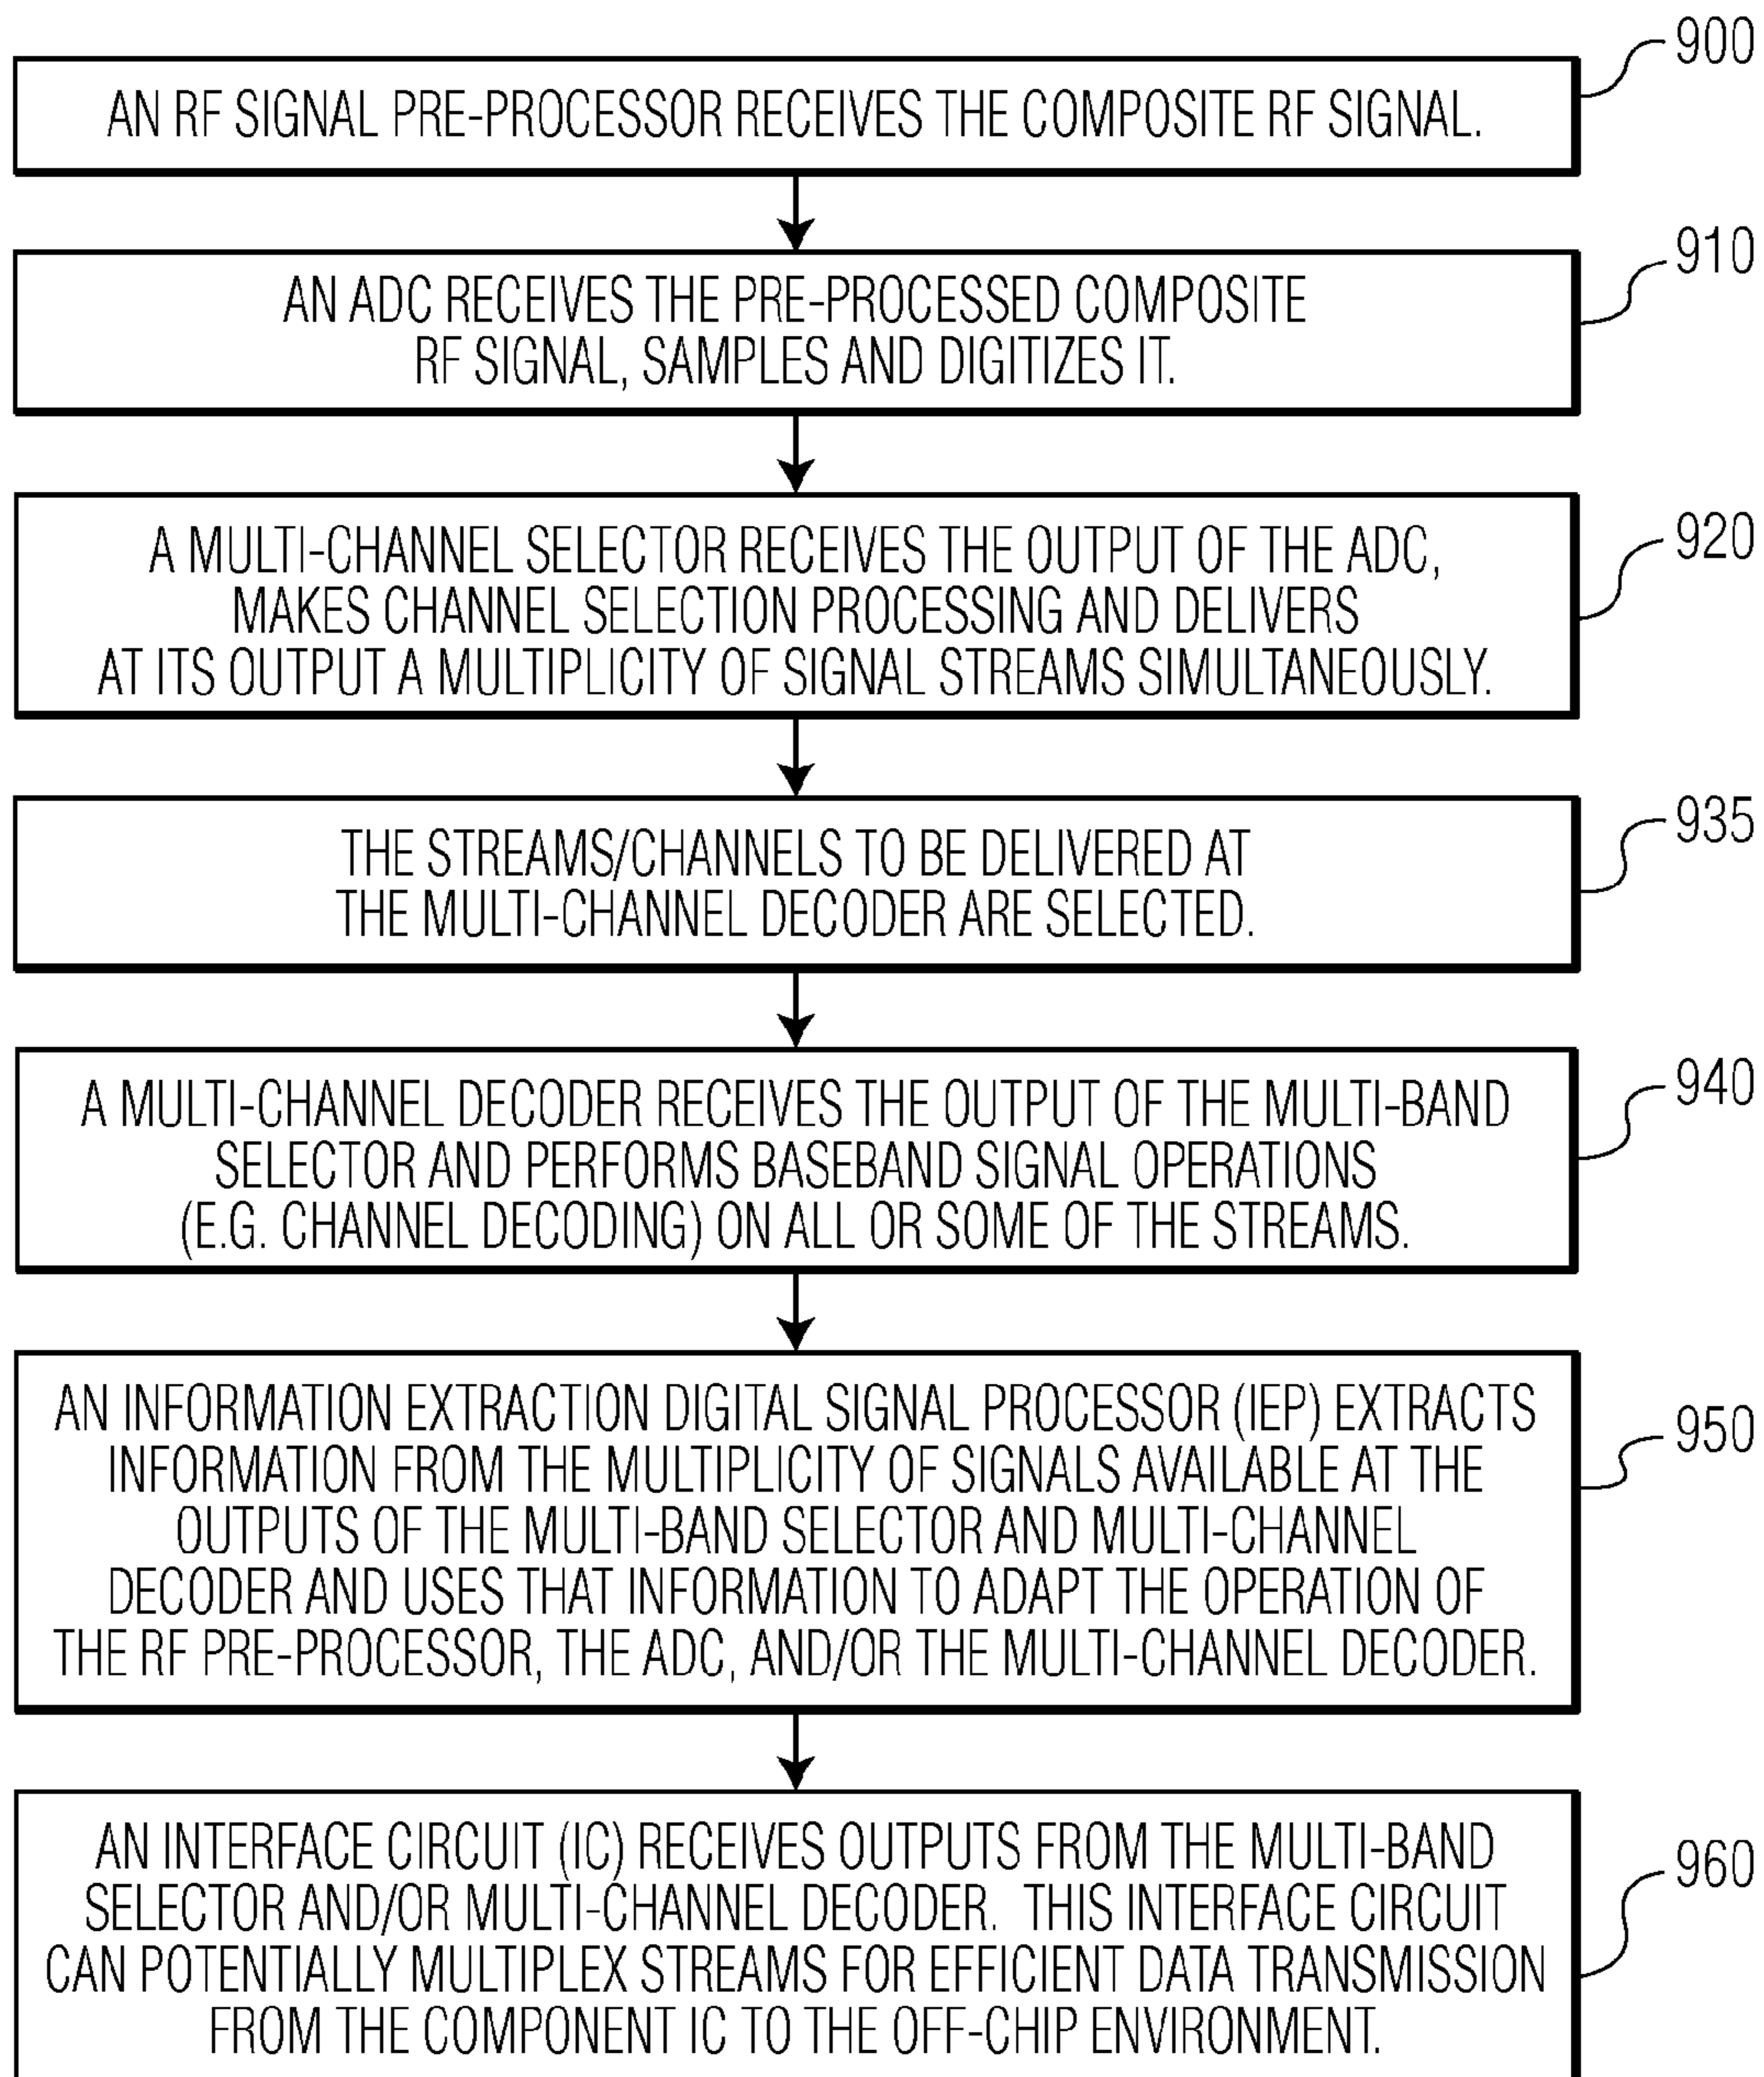 900
AN RF SIGNAL PRE-PROCESSOR RECEIVES THE COMPOSITE RF SIGNAL.
910
AN ADC RECEIVES THE PRE-PROCESSED COMPOSITE
RF SIGNAL, SAMPLES AND DIGITIZES IT.
920
A MULTI-CHANNEL SELECTOR RECEIVES THE OUTPUT OF THE ADC,
MAKES CHANNEL SELECTION PROCESSING AND DELIVERS
AT ITS OUTPUT A MULTIPLICITY OF SIGNAL STREAMS SIMULTANEOUSLY.
935
THE STREAMS/CHANNELS TO BE DELIVERED AT
THE MULTI-CHANNEL DECODER ARE SELECTED.
940
A MULTI-CHANNEL DECODER RECEIVES THE OUTPUT OF THE MULTI-BAND
SELECTOR AND PERFORMS BASEBAND SIGNAL OPERATIONS
(E.G. CHANNEL DECODING) ON ALL OR SOME OF THE STREAMS.
950
AN INFORMATION EXTRACTION DIGITAL SIGNAL PROCESSOR (IEP) EXTRACTS
INFORMATION FROM THE MULTIPLICITY OF SIGNALS AVAILABLE AT THE
OUTPUTS OF THE MULTI-BAND SELECTOR AND MULTI-CHANNEL
DECODER AND USES THAT INFORMATION TO ADAPT THE OPERATION OF
THE RF PRE-PROCESSOR, THE ADC, AND/OR THE MULTI-CHANNEL DECODER.
960
AN INTERFACE CIRCUIT (IC) RECEIVES OUTPUTS FROM THE MULTI-BAND
SELECTOR AND/OR MULTI-CHANNEL DECODER. THIS INTERFACE CIRCUIT
CAN POTENTIALLY MULTIPLEX STREAMS FOR EFFICIENT DATA TRANSMISSION
FROM THE COMPONENT IC TO THE OFF-CHIP ENVIRONMENT.